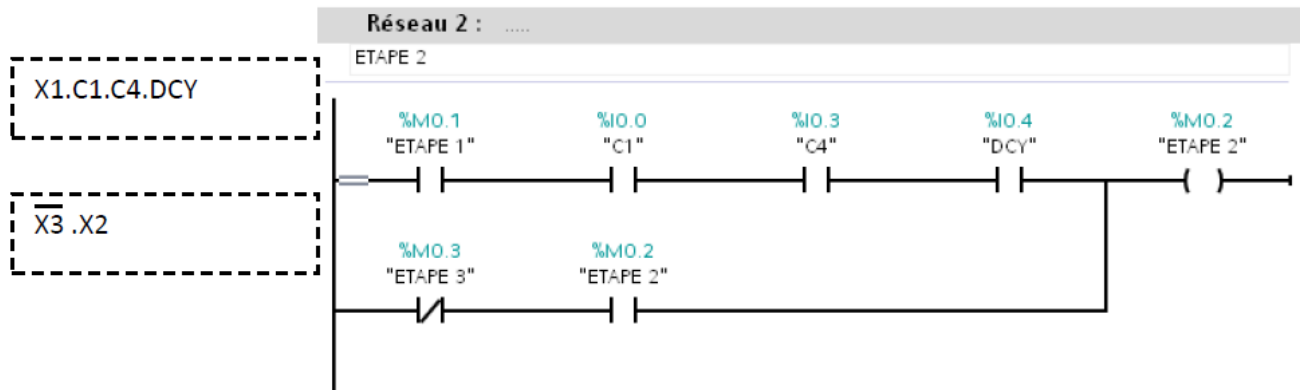 Réseau 2 : .....
ETAPE 2
X1.C1.C4.DCY
%M0.1 %I0.0 %I0.3 %I0.4 %M0.2
"ETAPE 1" "C1" "C4" "DCY" "ETAPE 2"
X̅3̅ .X2
%M0.3 %M0.2
"ETAPE 3" "ETAPE 2"